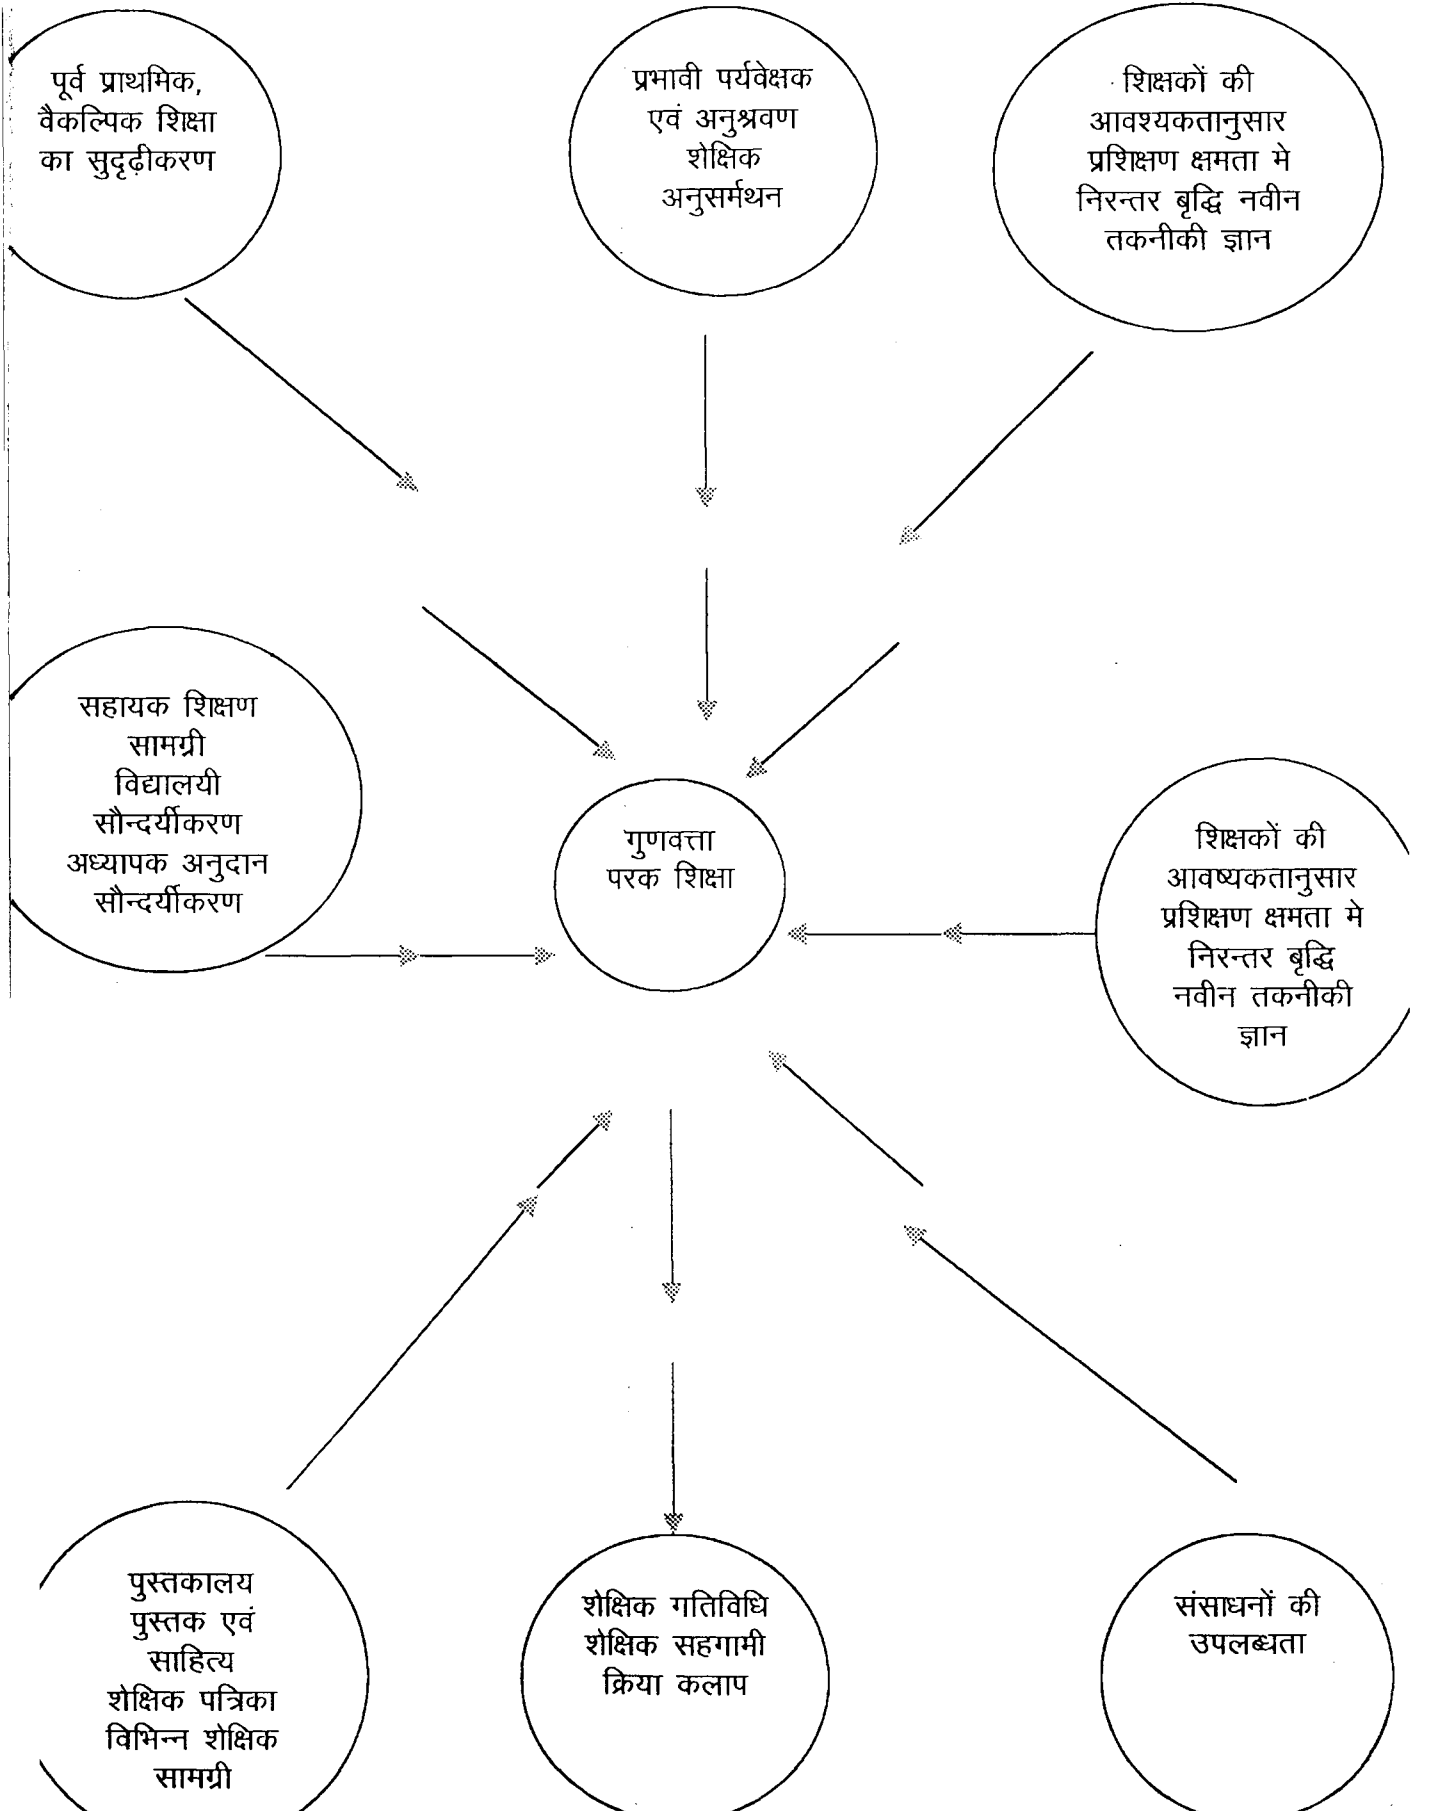 पूर्व प्राथमिक,
वैकल्पिक शिक्षा
का सुदृढ़ीकरण
प्रभावी पर्यवेक्षक
एवं अनुश्रवण
शेक्षिक
अनुसर्मथन
शिक्षकों की
आवश्यकतानुसार
प्रशिक्षण क्षमता मे
निरन्तर बृद्धि नवीन
तकनीकी ज्ञान
सहायक शिक्षण
सामग्री
विद्यालयी
सौन्दर्यीकरण
अध्यापक अनुदान
सौन्दर्यीकरण
गुणवत्ता
परक शिक्षा
शिक्षकों की
आवष्यकतानुसार
प्रशिक्षण क्षमता मे
निरन्तर बृद्धि
नवीन तकनीकी
ज्ञान
पुस्तकालय
पुस्तक एवं
साहित्य
शेक्षिक पत्रिका
विभिन्न शेक्षिक
सामग्री
शेक्षिक गतिविधि
शेक्षिक सहगामी
क्रिया कलाप
संसाधनों की
उपलब्धता